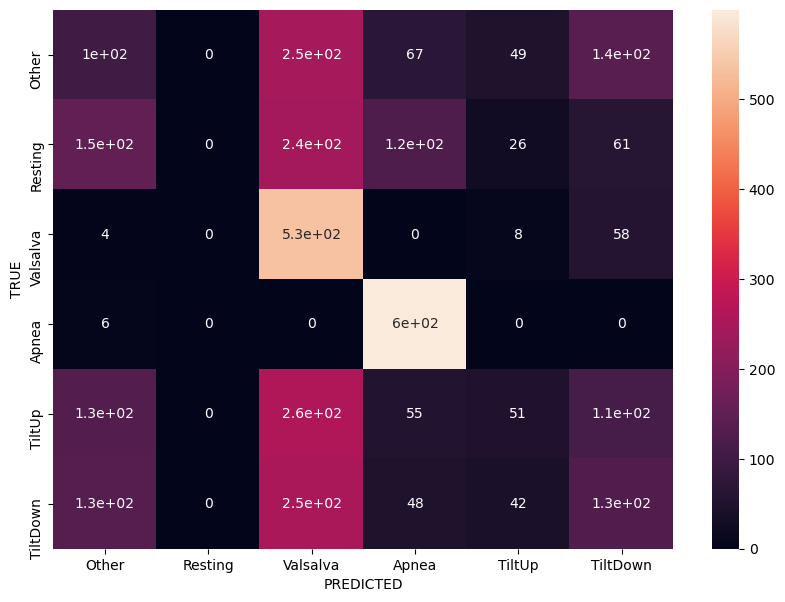 Other 1e+02 0 2.5e+02 67 49 1.4e+02
Resting 1.5e+02 0 2.4e+02 1.2e+02 26 61
Valsalva 4 0 5.3e+02 0 8 58
Apnea 6 0 0 6e+02 0 0
TiltUp 1.3e+02 0 2.6e+02 55 51 1.1e+02
TiltDown 1.3e+02 0 2.5e+02 48 42 1.3e+02
Other Resting Valsalva Apnea TiltUp TiltDown
PREDICTED
TRUE
500
400
300
200
100
0